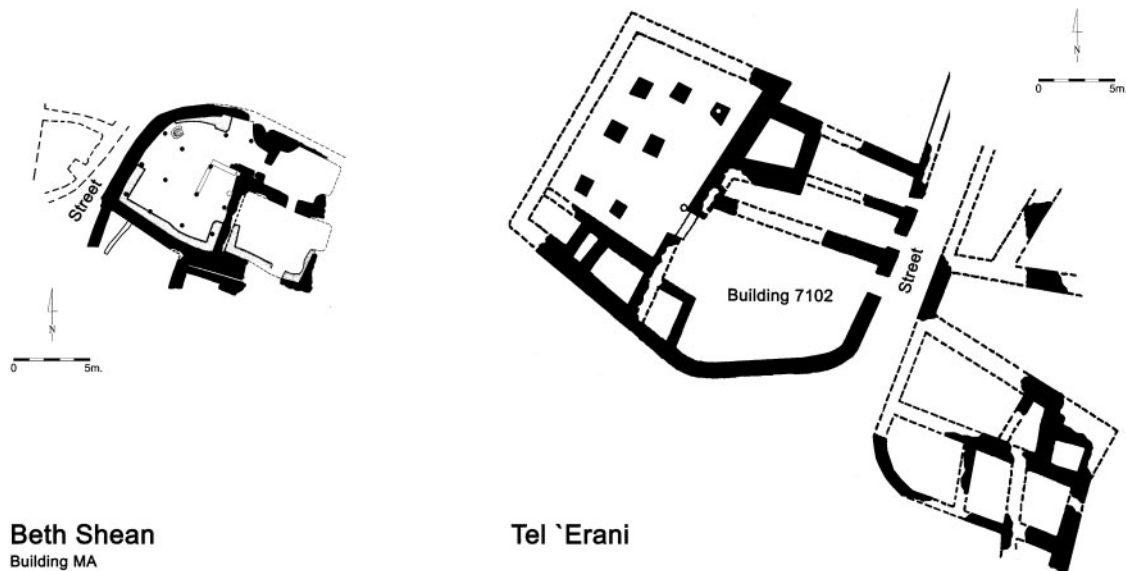 Street
N
0 5m.
Beth Shean
Building MA
N
0 5m.
Building 7102
Street
Tel `Erani